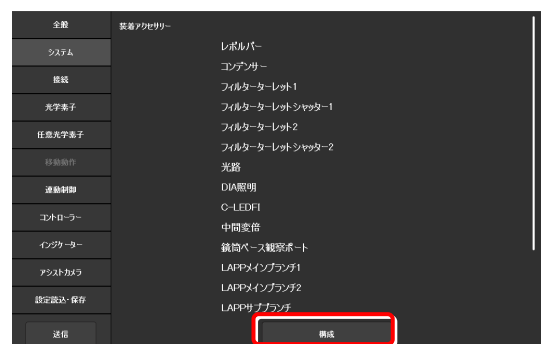 全般
システム
接続
光学素子
任意光学素子
移動動作
連動制御
コントローラー
インジケーター
アシストカメラ
設定読込・保存
送信
装着アクセサリー
レボルバー
コンデンサー
フィルターターレット1
フィルターターレットシャッター1
フィルターターレット2
フィルターターレットシャッター2
光路
DIA照明
C-LEDFI
中間変倍
鏡筒ベース観察ポート
LAPPメインブランチ1
LAPPメインブランチ2
LAPPサブブランチ
構成